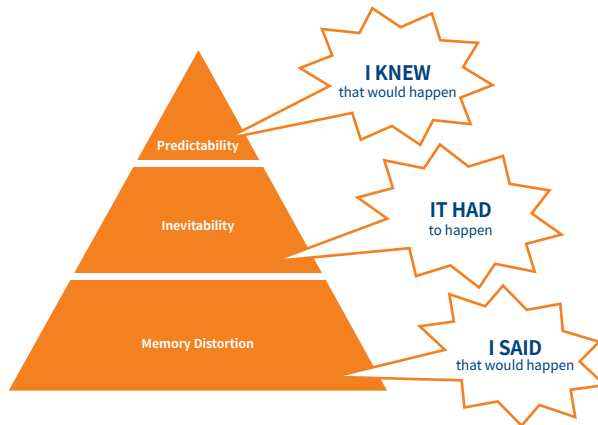 I KNEW
that would happen
Predictability
IT HAD
to happen
Inevitability
I SAID
that would happen
Memory Distortion